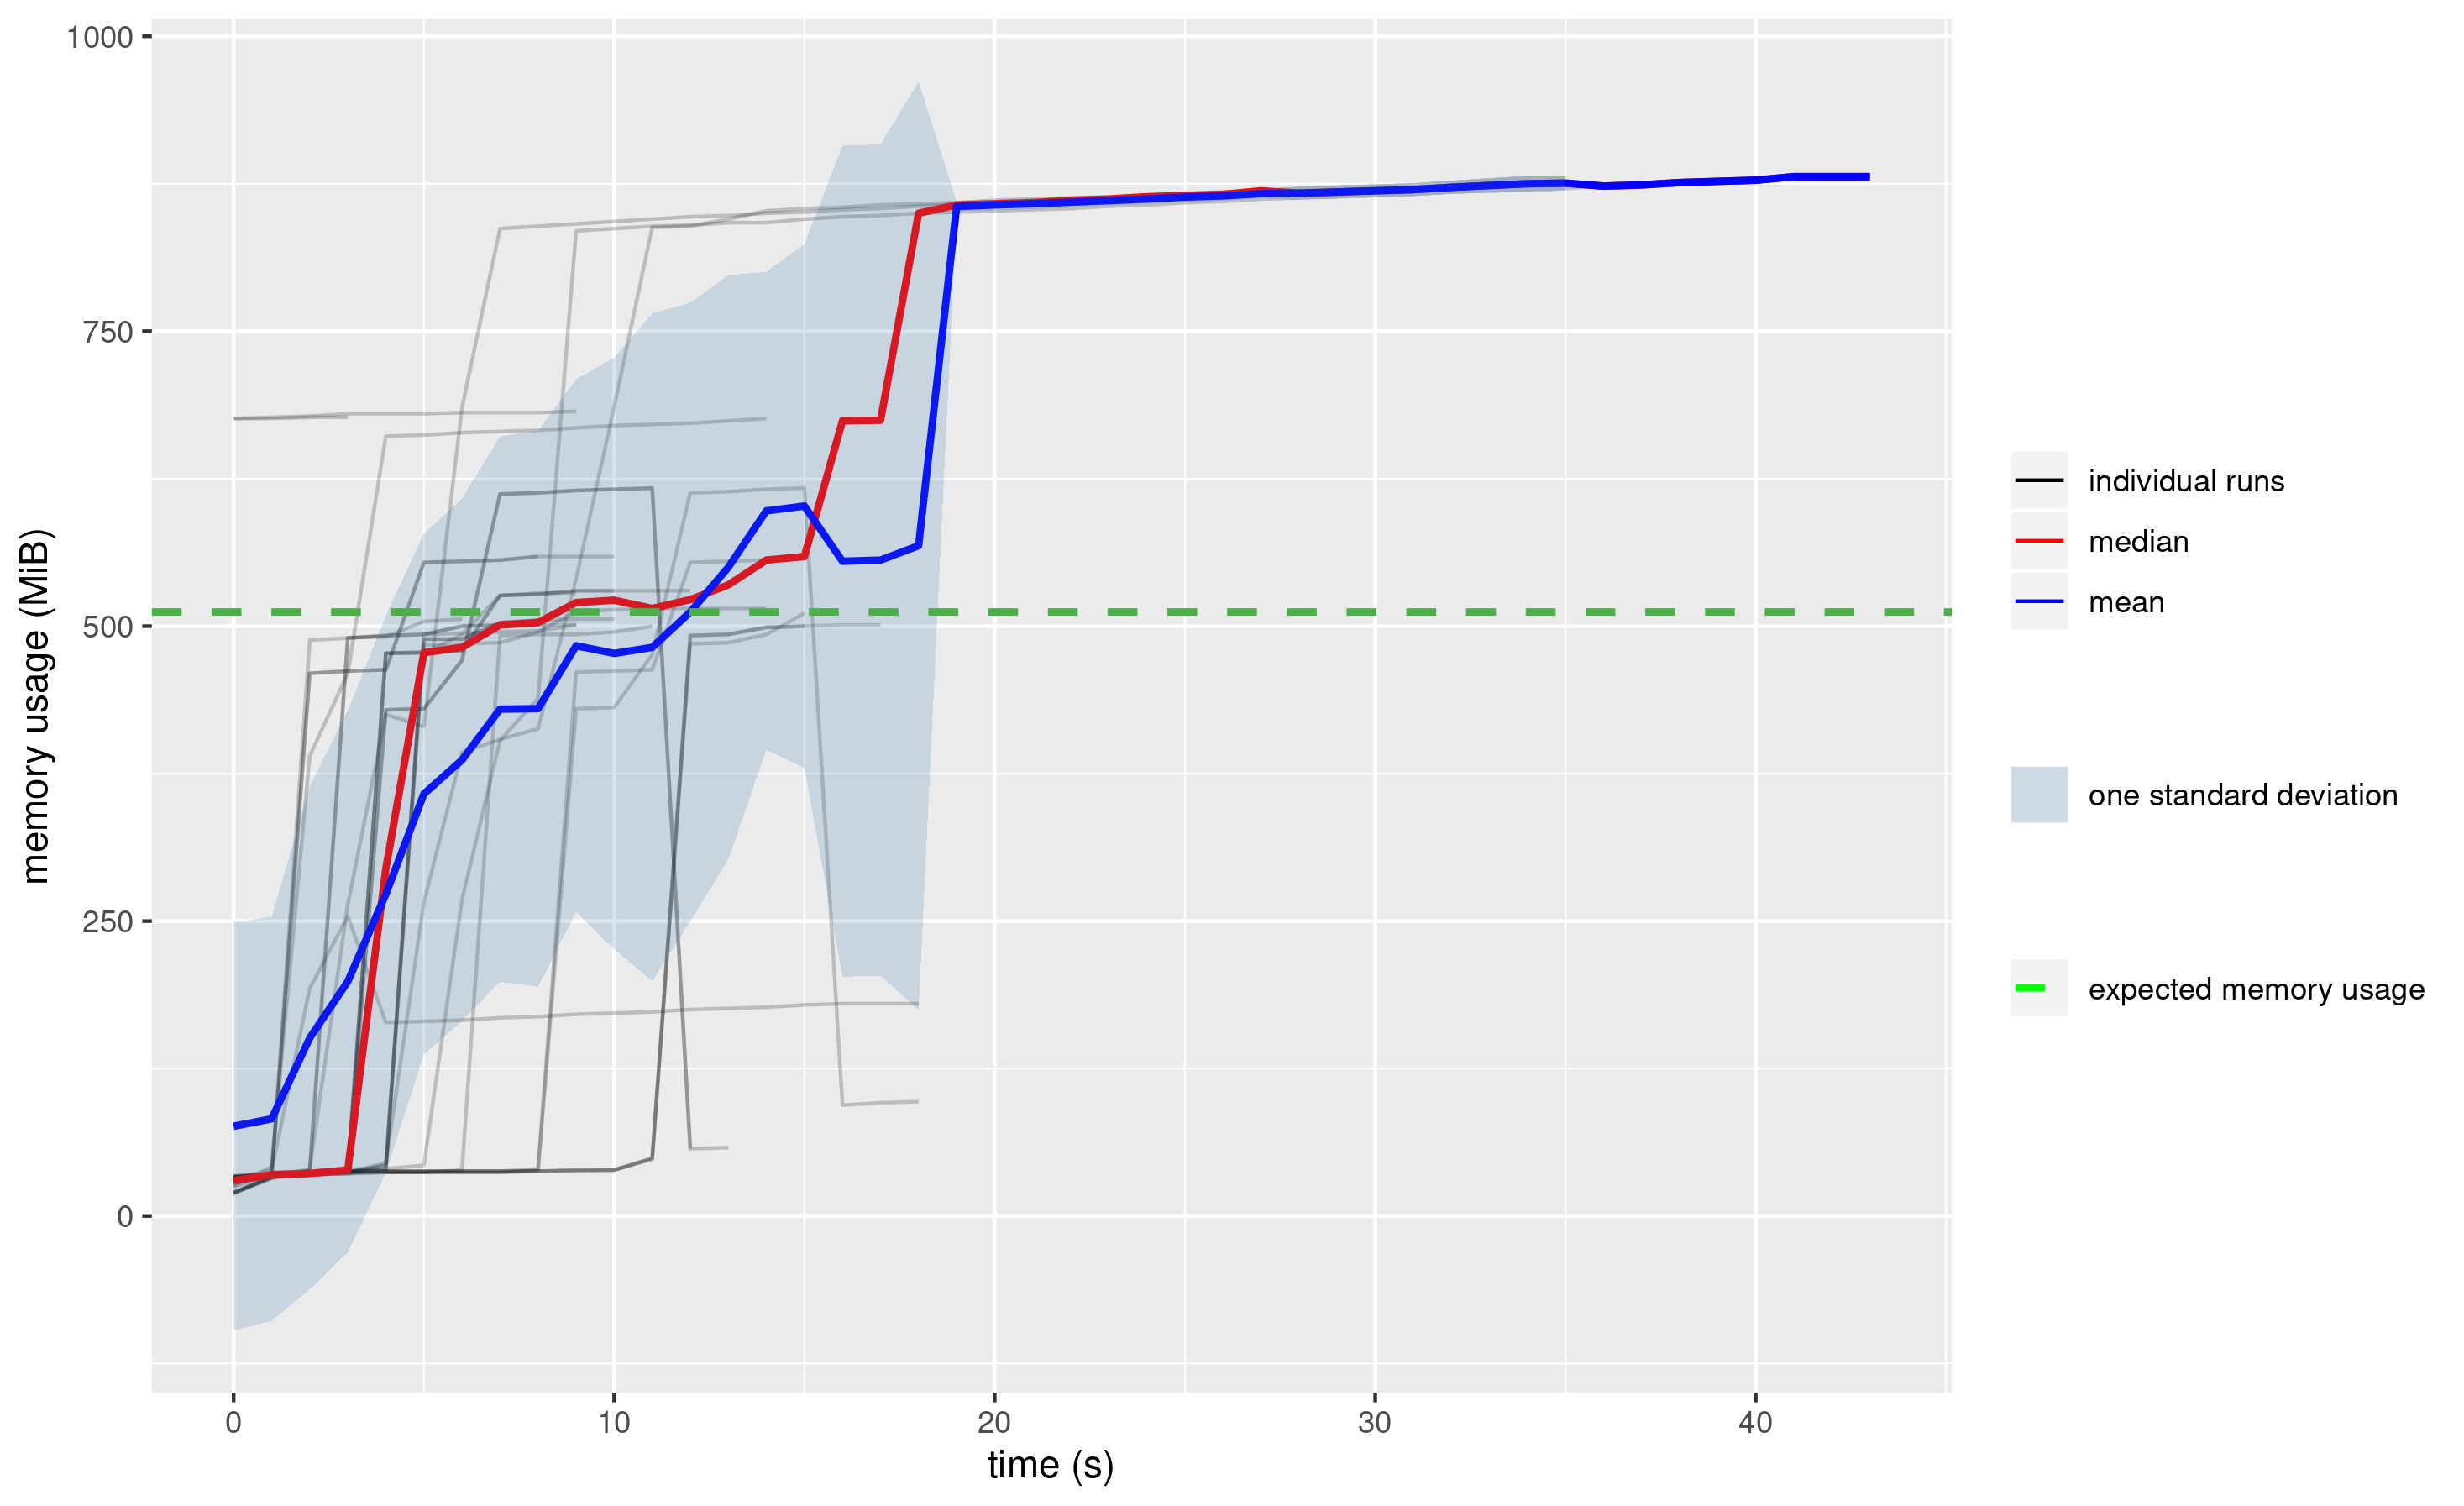 1000
750
500
250
0
memory usage (MiB)
0
10
20
30
40
time (s)
individual runs
median
mean
one standard deviation
expected memory usage